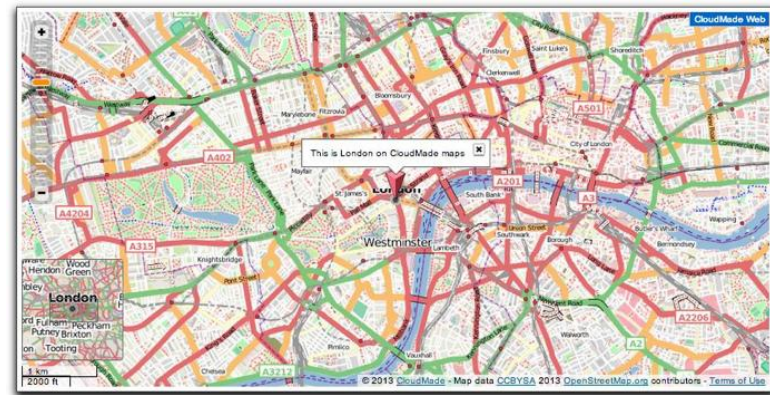 CloudMade Web
Finsbury
Saint Luke's
Shoreditch
Clerkenwell
Bloomsbury
Marylebone
Fitzrovia
A501
City of London
This is London on CloudMade maps
A402
Mayfair
St. James's
London
South Bank
A201
A3
A4204
A315
Knightsbridge
Westminster
Lambeth
Southwark
Union Street
Borough
Butler's Wharf
Wapping
Bermondsey
Pont Street
Wood
Hendon Green
London
Fulham Peckham
Putney Brixton
Tooting
Walworth
A2206
A2
Pimlico
Vauxhall
Chelsea
A3212
1 km
2000 ft
© 2013 CloudMade - Map data CCBYSA 2013 OpenStreetMap.org contributors - Terms of Use